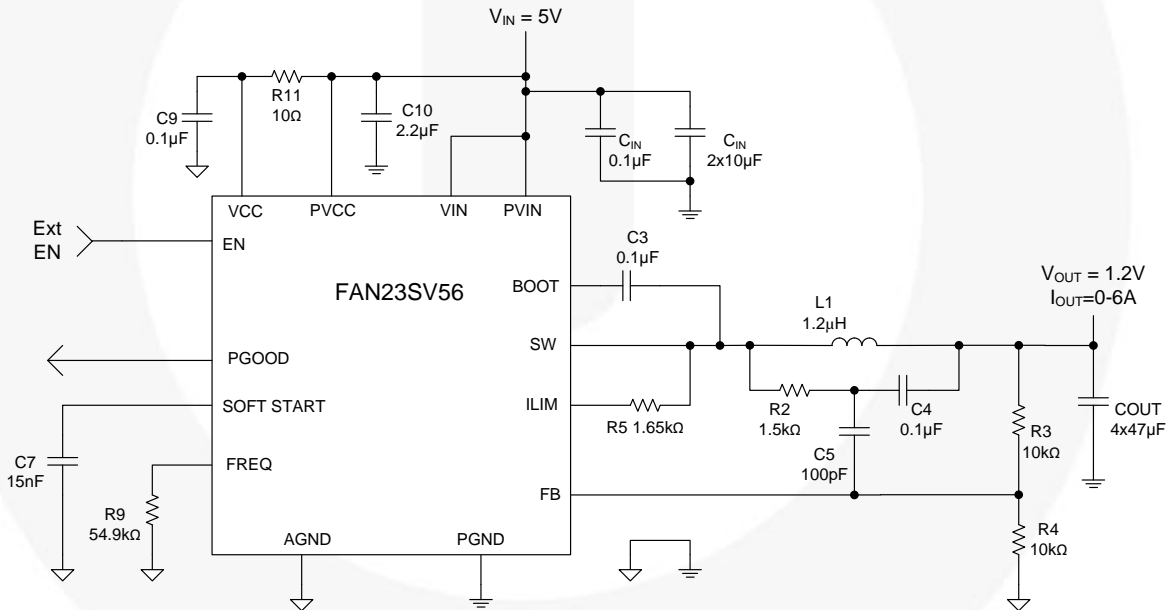 V_IN = 5V
R11
10Ω
C9
0.1µF
C10
2.2µF
C_IN
0.1µF
C_IN
2x10µF
VCC
PVCC
VIN
PVIN
Ext
EN
EN
C3
0.1µF
FAN23SV56
BOOT
V_OUT = 1.2V
I_OUT=0-6A
L1
1.2µH
SW
PGOOD
ILIM
R5 1.65kΩ
R2
1.5kΩ
C4
0.1µF
COUT
4x47µF
SOFT START
R3
10kΩ
C5
100pF
C7
15nF
FREQ
FB
R9
54.9kΩ
R4
10kΩ
AGND
PGND